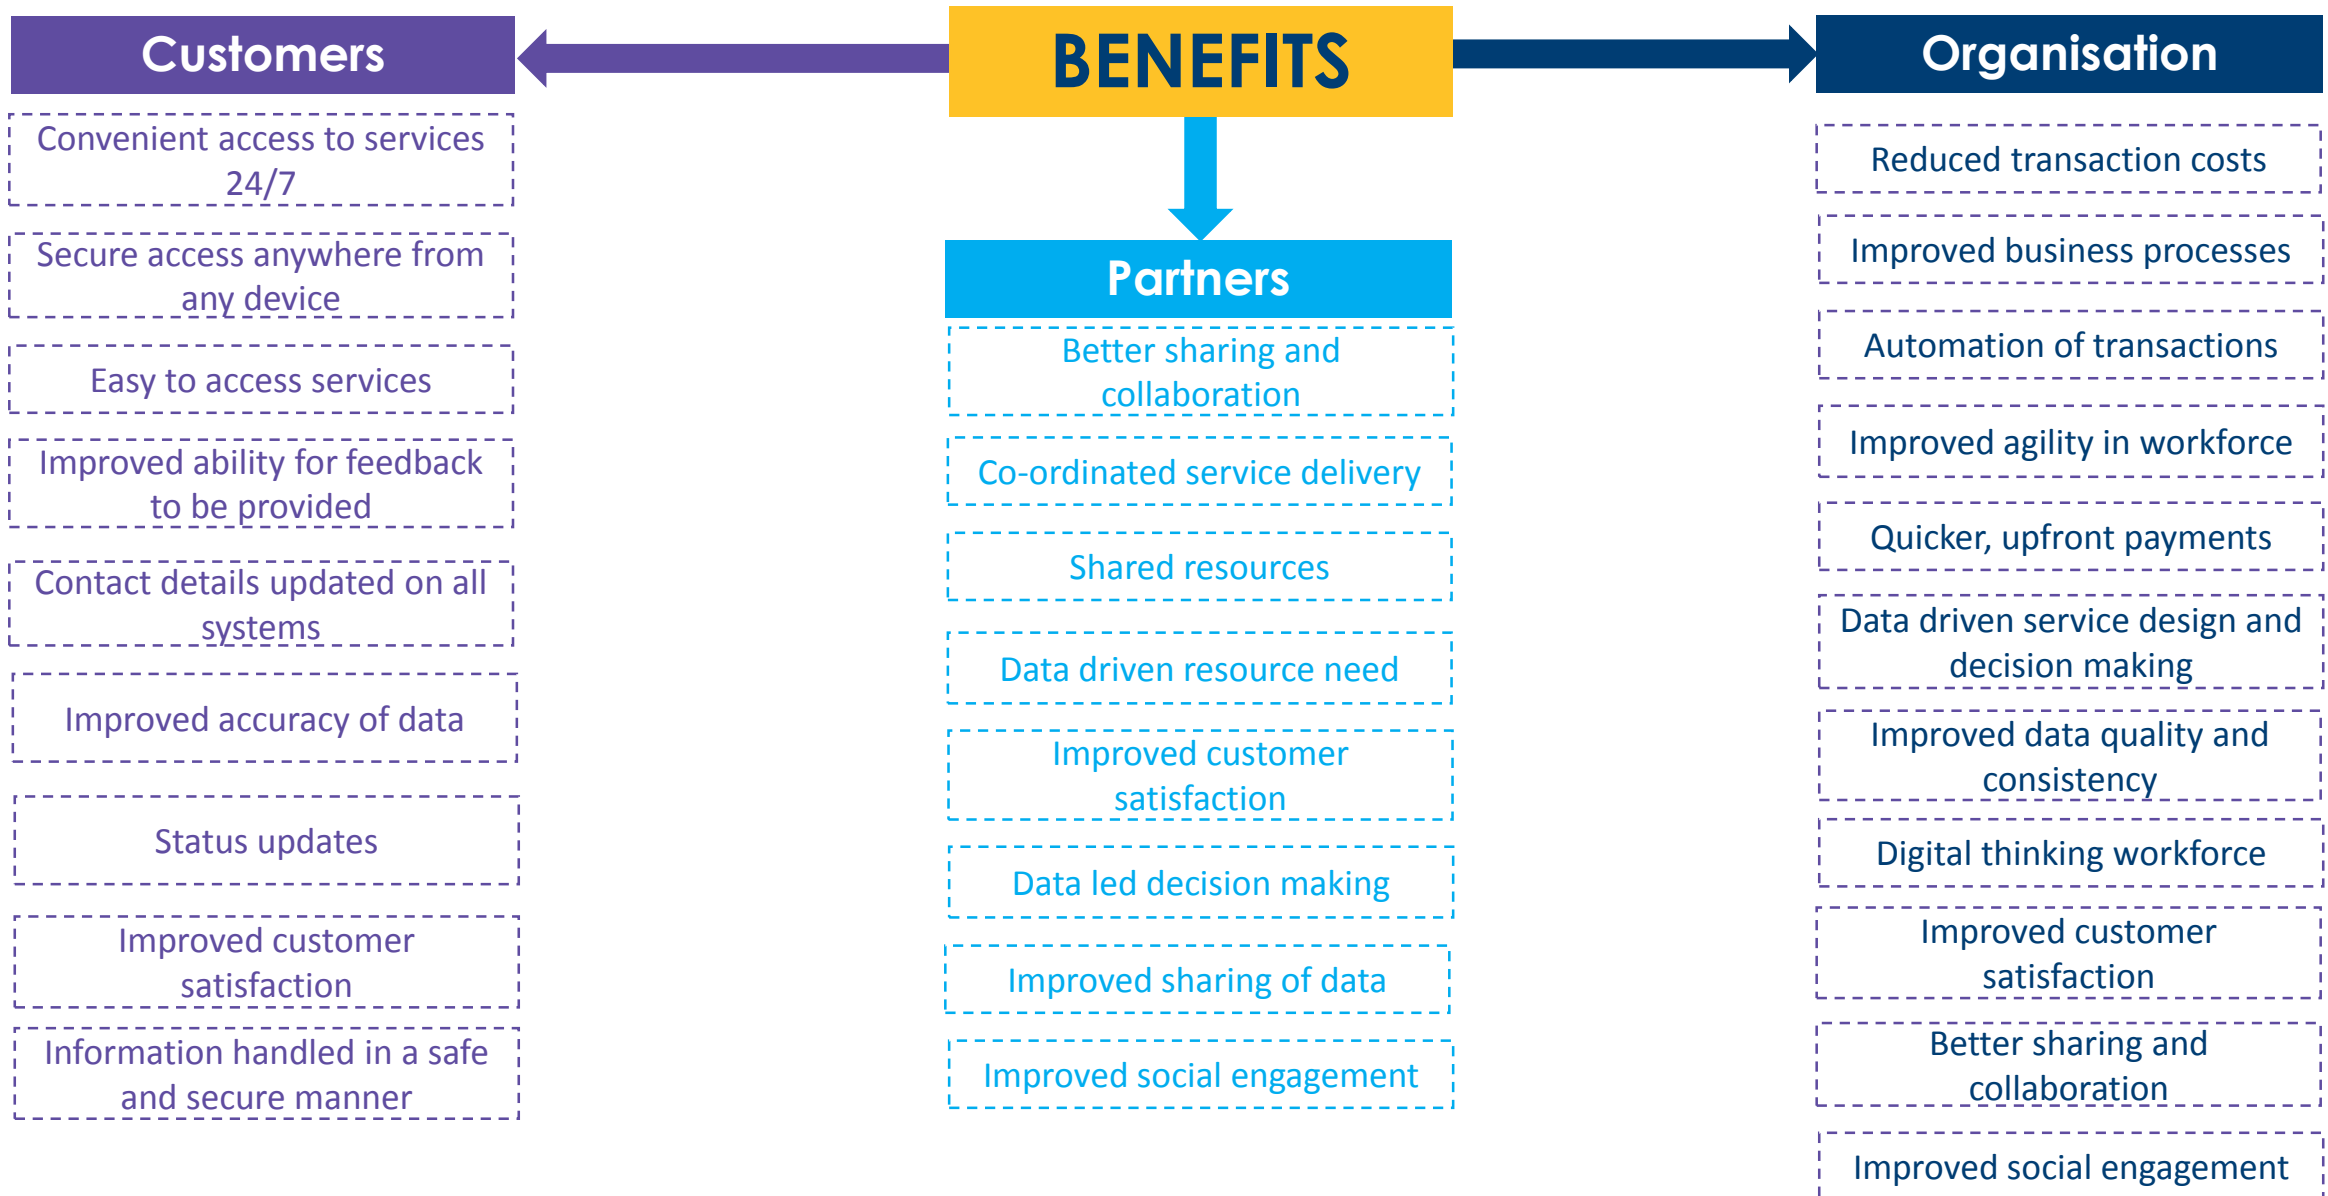 BENEFITS
Customers
Convenient access to services
24/7
Secure access anywhere from
any device
Easy to access services
Improved ability for feedback
to be provided
Contact details updated on all
systems
Improved accuracy of data
Status updates
Improved customer
satisfaction
Information handled in a safe
and secure manner
Partners
Better sharing and
collaboration
Co-ordinated service delivery
Shared resources
Data driven resource need
Improved customer
satisfaction
Data led decision making
Improved sharing of data
Improved social engagement
Organisation
Reduced transaction costs
Improved business processes
Automation of transactions
Improved agility in workforce
Quicker, upfront payments
Data driven service design and
decision making
Improved data quality and
consistency
Digital thinking workforce
Improved customer
satisfaction
Better sharing and
collaboration
Improved social engagement